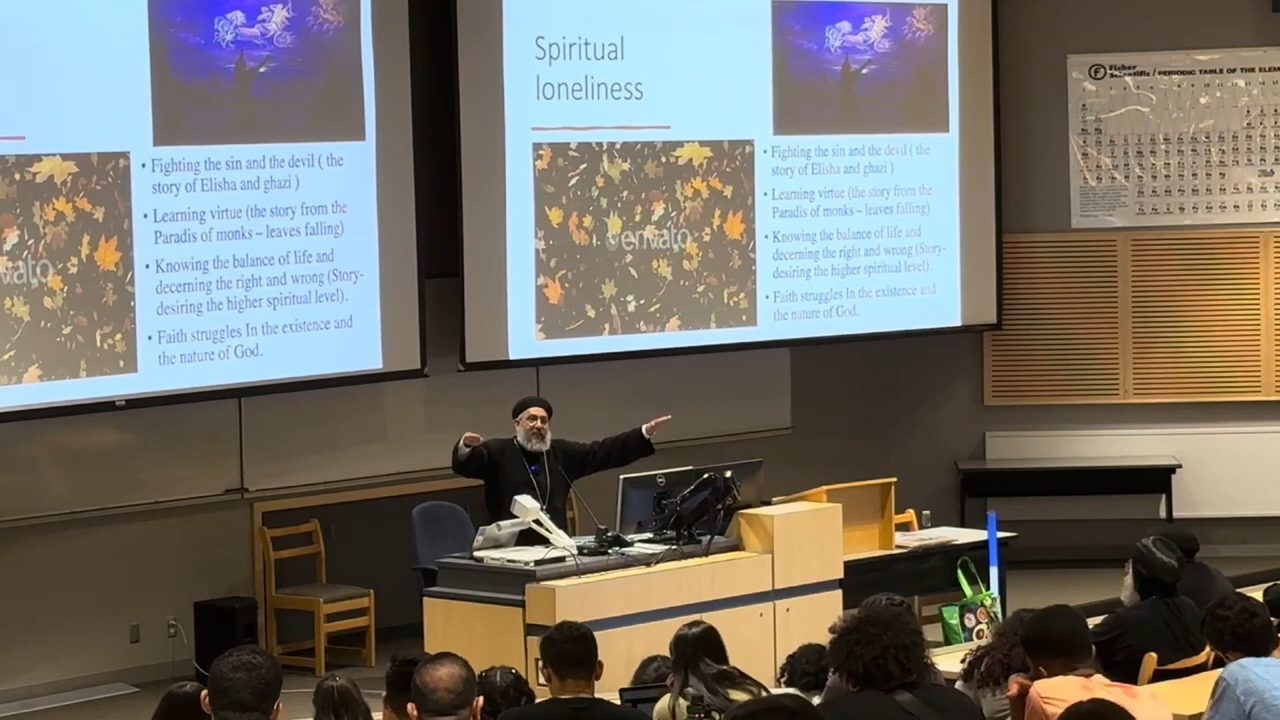 • Fighting the sin and the devil ( the
story of Elisha and ghazi )
• Learning virtue (the story from the
Paradis of monks – leaves falling)
• Knowing the balance of life and
decerning the right and wrong (Story-
desiring the higher spiritual level).
• Faith struggles In the existence and
the nature of God.
vato
Spiritual
loneliness
envato
• Fighting the sin and the devil ( the
story of Elisha and ghazi )
• Learning virtue (the story from the
Paradis of monks – leaves falling)
• Knowing the balance of life and
decerning the right and wrong (Story-
desiring the higher spiritual level).
• Faith struggles In the existence and
the nature of God.
Fisher
Scientific / PERIODIC TABLE OF THE ELEM
DELL